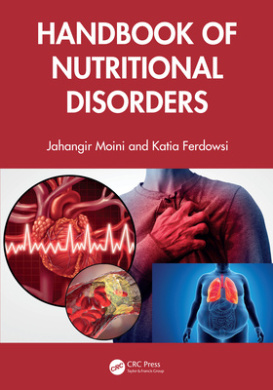 HANDBOOK OF
NUTRITIONAL
DISORDERS
Jahangir Moini and Katia Ferdowsi
CRC
CRC Press
Taylor & Francis Group